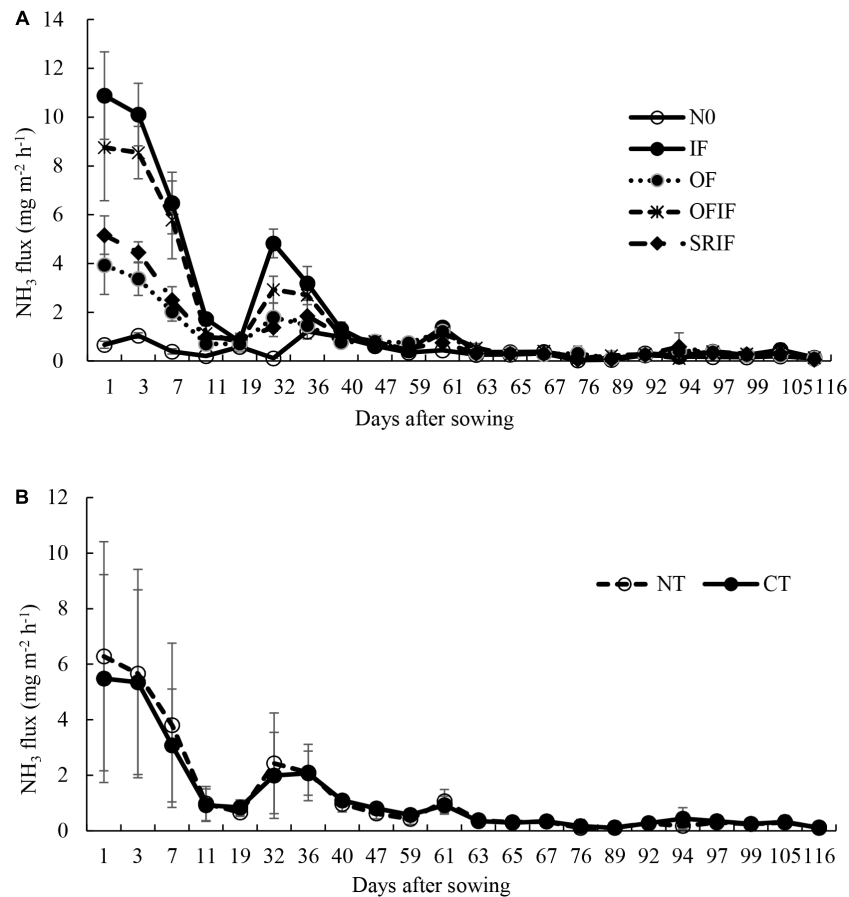 A
14
12
10
8
6
4
2
0
NH3 flux (mg m-2 h-1)
N0
IF
OF
OFIF
SRIF
1 3 7 11 19 32 36 40 47 59 61 63 65 67 76 89 92 94 97 99 105 116
Days after sowing
B
12
10
8
6
4
2
0
NH3 flux (mg m-2 h-1)
NT CT
1 3 7 11 19 32 36 40 47 59 61 63 65 67 76 89 92 94 97 99 105 116
Days after sowing